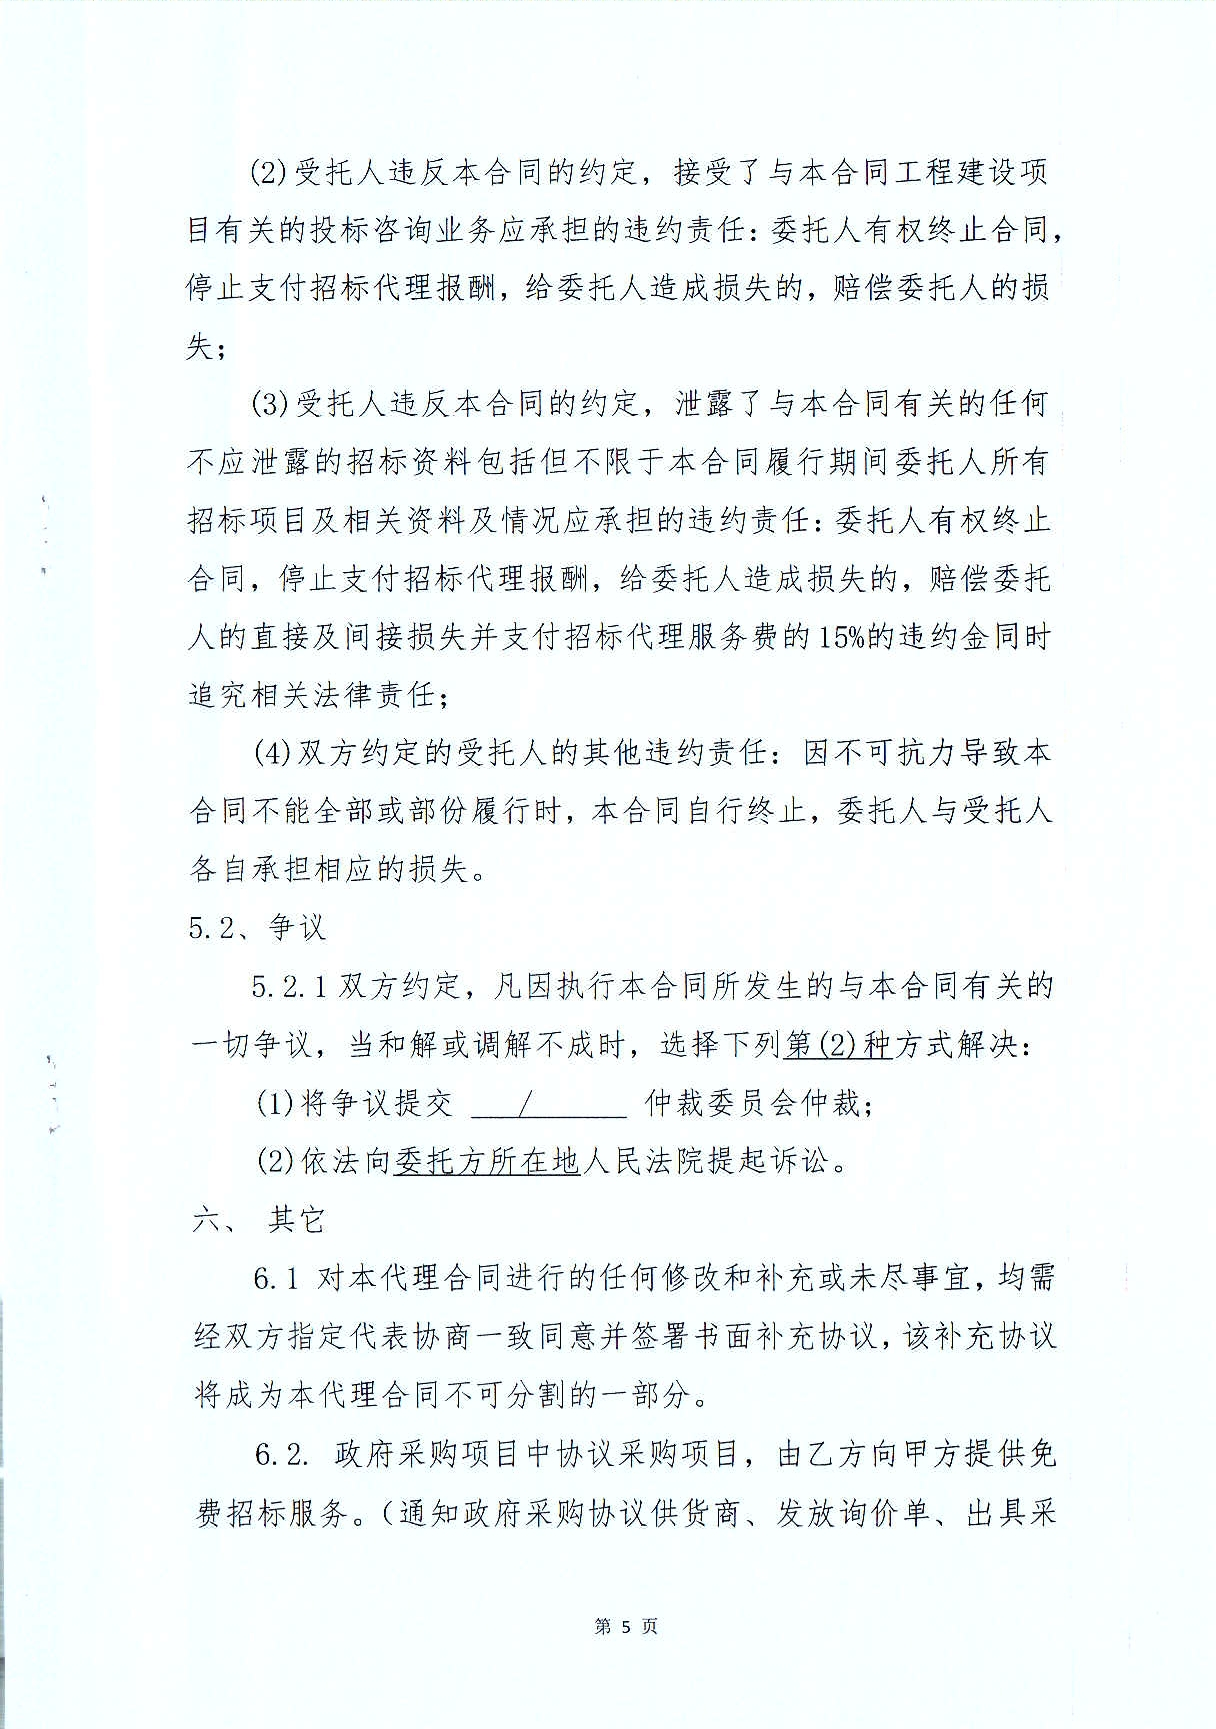 (2)受托人违反本合同的约定，接受了与本合同工程建设项
目有关的投标咨询业务应承担的违约责任：委托人有权终止合同，
停止支付招标代理报酬，给委托人造成损失的，赔偿委托人的损
失；
(3)受托人违反本合同的约定，泄露了与本合同有关的任何
不应泄露的招标资料包括但不限于本合同履行期间委托人所有
招标项目及相关资料及情况应承担的违约责任：委托人有权终止
合同，停止支付招标代理报酬，给委托人造成损失的，赔偿委托
人的直接及间接损失并支付招标代理服务费的15%的违约金同时
追究相关法律责任；
(4)双方约定的受托人的其他违约责任：因不可抗力导致本
合同不能全部或部份履行时，本合同自行终止，委托人与受托人
各自承担相应的损失。
5.2、争议
5.2.1双方约定，凡因执行本合同所发生的与本合同有关的
一切争议，当和解或调解不成时，选择下列第(2)种方式解决：
(1)将争议提交 ___/______ 仲裁委员会仲裁；
(2)依法向委托方所在地人民法院提起诉讼。
六、 其它
6.1 对本代理合同进行的任何修改和补充或未尽事宜，均需
经双方指定代表协商一致同意并签署书面补充协议，该补充协议
将成为本代理合同不可分割的一部分。
6.2. 政府采购项目中协议采购项目，由乙方向甲方提供免
费招标服务。（通知政府采购协议供货商、发放询价单、出具采
第 5 页